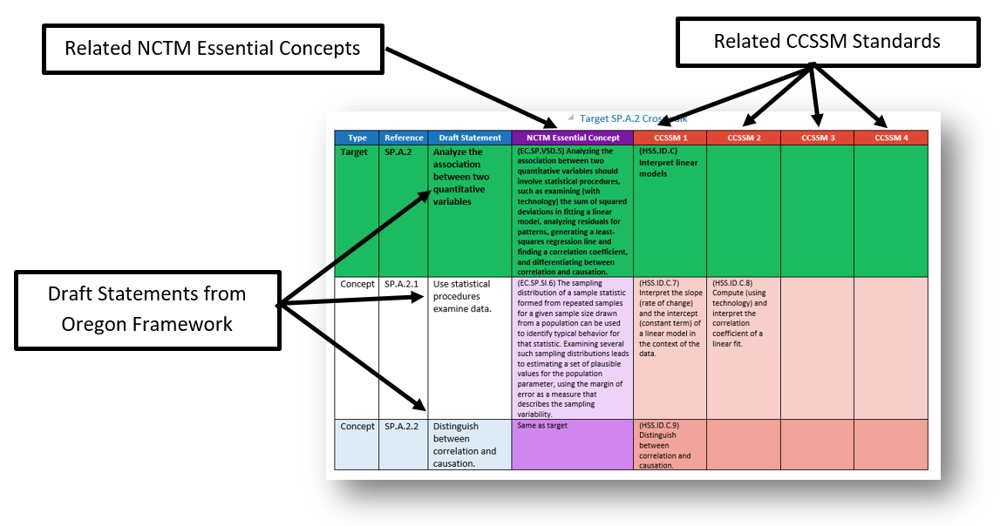 Related NCTM Essential Concepts
Related CCSSM Standards
Target SP.A.2 Crosswalk
Type Reference Draft Statement NCTM Essential Concept CCSSM 1 CCSSM 2 CCSSM 3 CCSSM 4
Target
SP.A.2
Analyze the
association
between two
quantitative
variables
(EC.SP.VSD.5) Analyzing the
association between two
quantitative variables should
involve statistical procedures,
such as examining (with
technology) the sum of squared
deviations in fitting a linear
model, analyzing residuals for
patterns, generating a least-
squares regression line and
finding a correlation coefficient,
and differentiating between
correlation and causation.
(HSS.ID.C)
Interpret linear
models
Draft Statements from
Oregon Framework
Concept
SP.A.2.1
Use statistical
procedures
examine data.
(EC.SP.SI.6) The sampling
distribution of a sample statistic
formed from repeated samples
for a given sample size drawn
from a population can be used
to identify typical behavior for
that statistic. Examining several
such sampling distributions leads
to estimating a set of plausible
values for the population
parameter, using the margin of
error as a measure that
describes the sampling
variability.
(HSS.ID.C.7)
Interpret the slope
(rate of change) and
the intercept
(constant term) of
a linear model in
the context of the
data.
(HSS.ID.C.8)
Compute (using
technology) and
interpret the
correlation
coefficient of a
linear fit.
Concept
SP.A.2.2
Distinguish
between
correlation and
causation.
Same as target
(HSS.ID.C.9)
Distinguish
between
correlation and
causation.